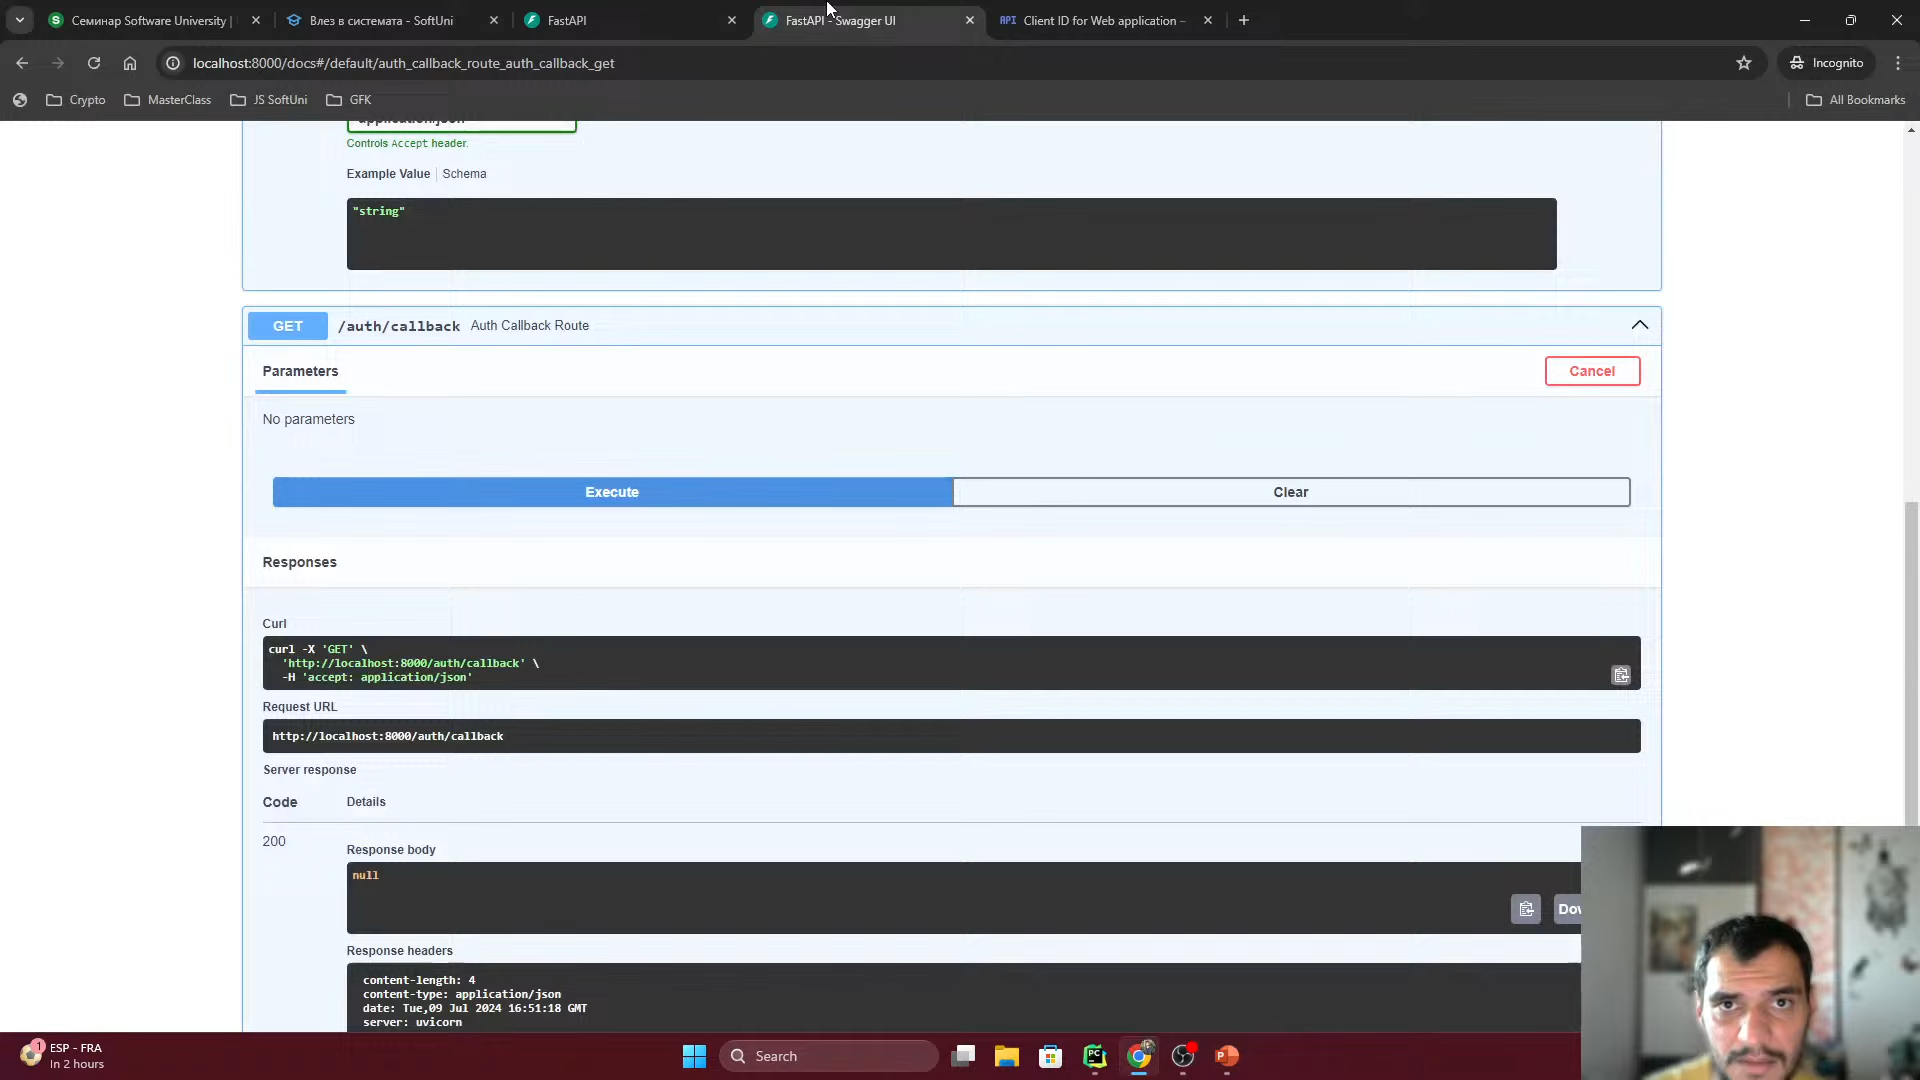 Семинар Software University |
Влез в системата - SoftUni
FastAPI
FastAPI - Swagger UI
API
Client ID for Web application –
localhost:8000/docs#/default/auth_callback_route_auth_callback_get
Incognito
Crypto
MasterClass
JS SoftUni
GFK
All Bookmarks
Controls Accept header.
Example Value
Schema
"string"
GET
/auth/callback
Auth Callback Route
Parameters
Cancel
No parameters
Execute
Clear
Responses
Curl
curl -X 'GET' \
'http://localhost:8000/auth/callback' \
-H 'accept: application/json'
Request URL
http://localhost:8000/auth/callback
Server response
Code
Details
200
Response body
null
Response headers
content-length: 4
content-type: application/json
date: Tue,09 Jul 2024 16:51:18 GMT
server: uvicorn
1
ESP - FRA
In 2 hours
Search
PC
P